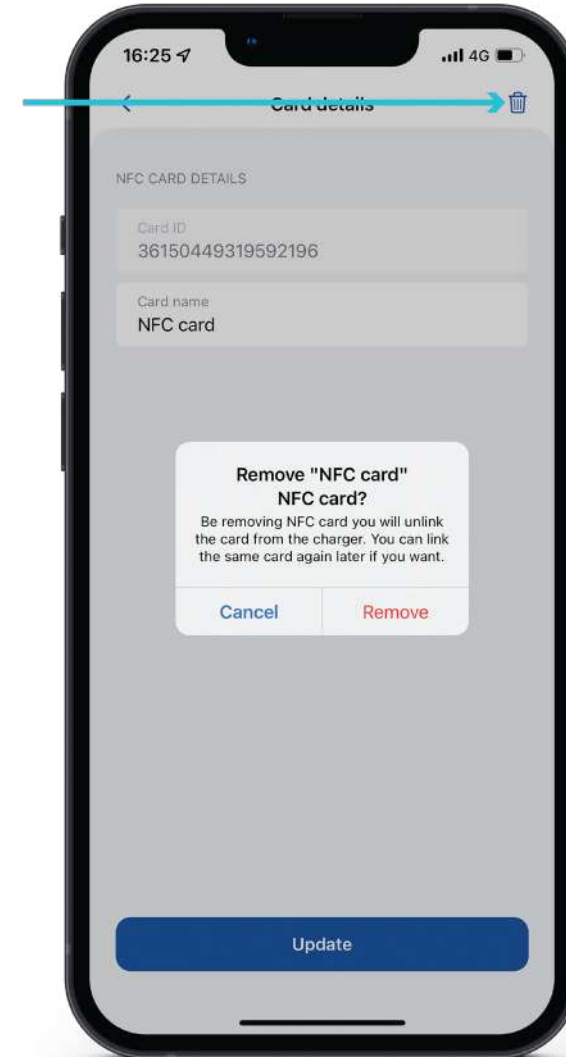 16:25
4G
Card details
NFC CARD DETAILS
Card ID
36150449319592196
Card name
NFC card
Remove "NFC card"
NFC card?
Be removing NFC card you will unlink
the card from the charger. You can link
the same card again later if you want.
Cancel
Remove
Update